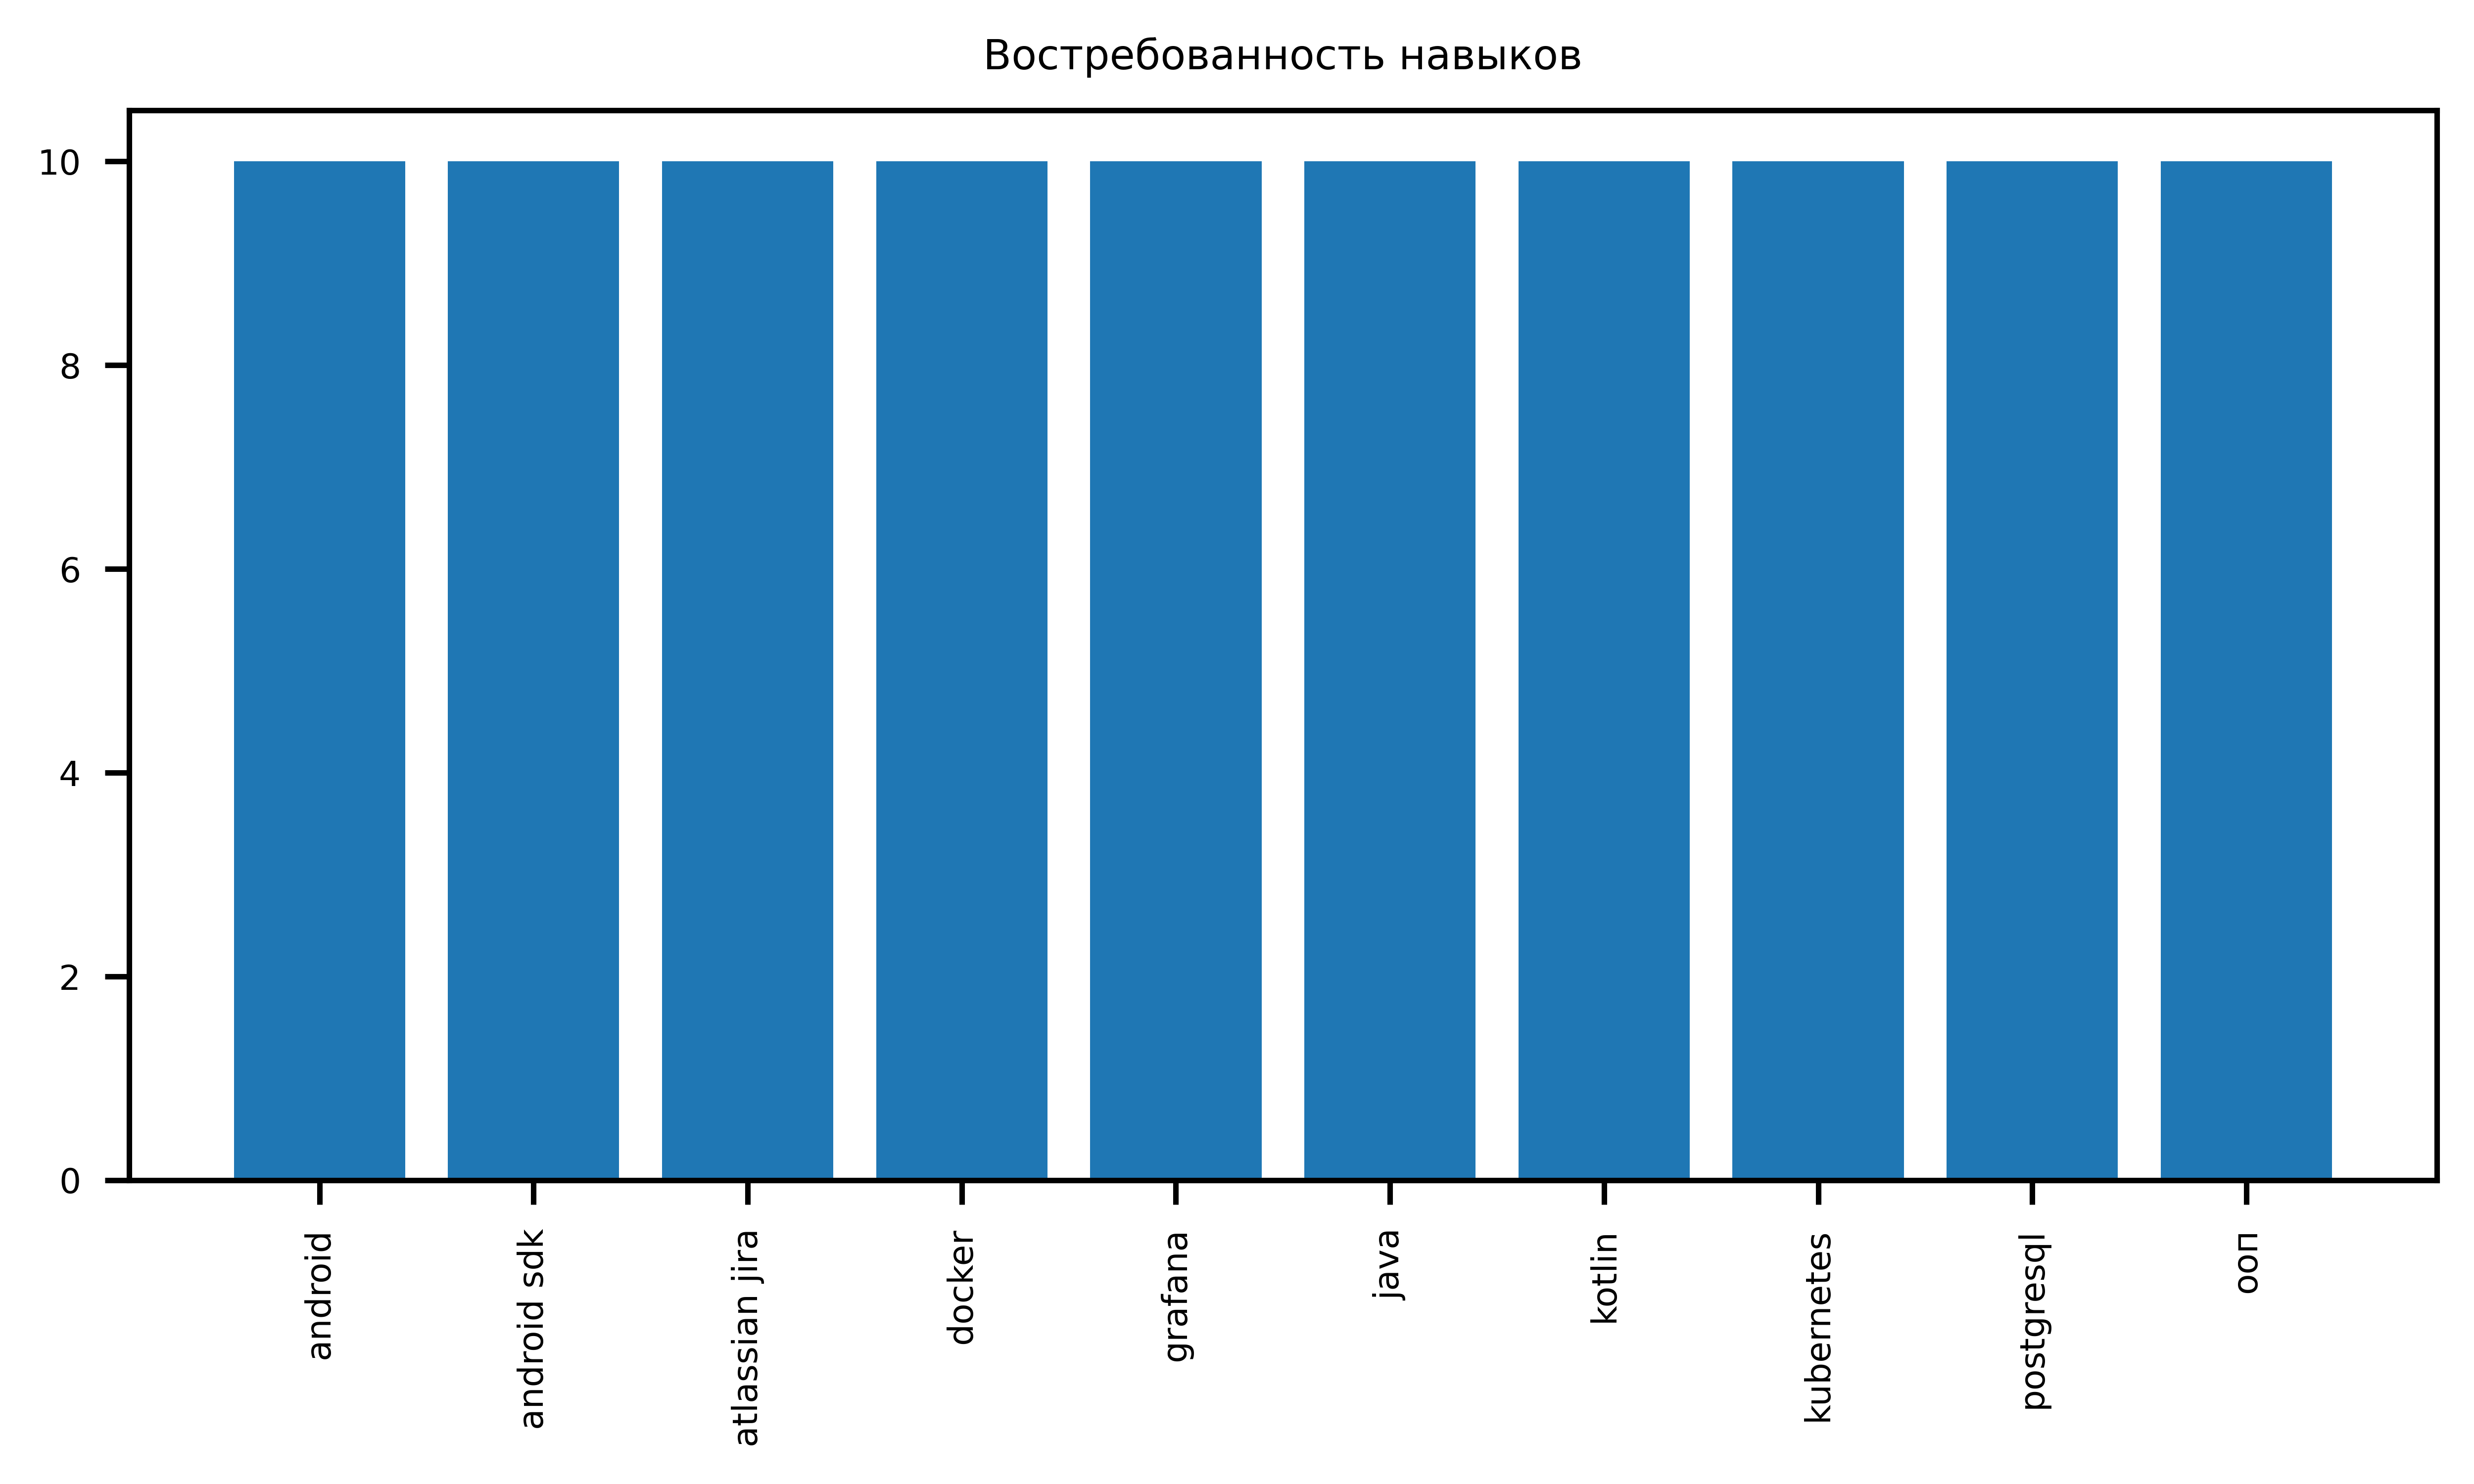 Востребованность навыков
10
8
6
4
2
0
android
android sdk
atlassian jira
docker
grafana
java
kotlin
kubernetes
postgresql
ооп